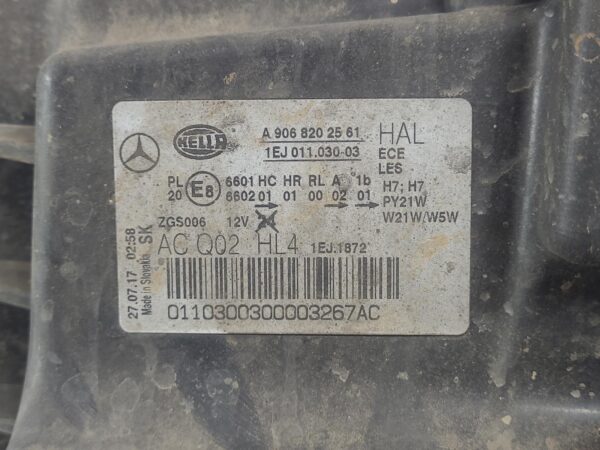 HELLA
A 906 820 25 61
1EJ 011.030-03
HAL
ECE
LES
PL 20 E8 6601 HC HR RL A 1b
6602 01 01 00 02 01
H7; H7
PY21W
W21W/W5W
ZGS006 12V
AC Q02 HL4 1EJ.1872
0110300300003267AC
27.07.17 02:58
Made in Slovakia SK